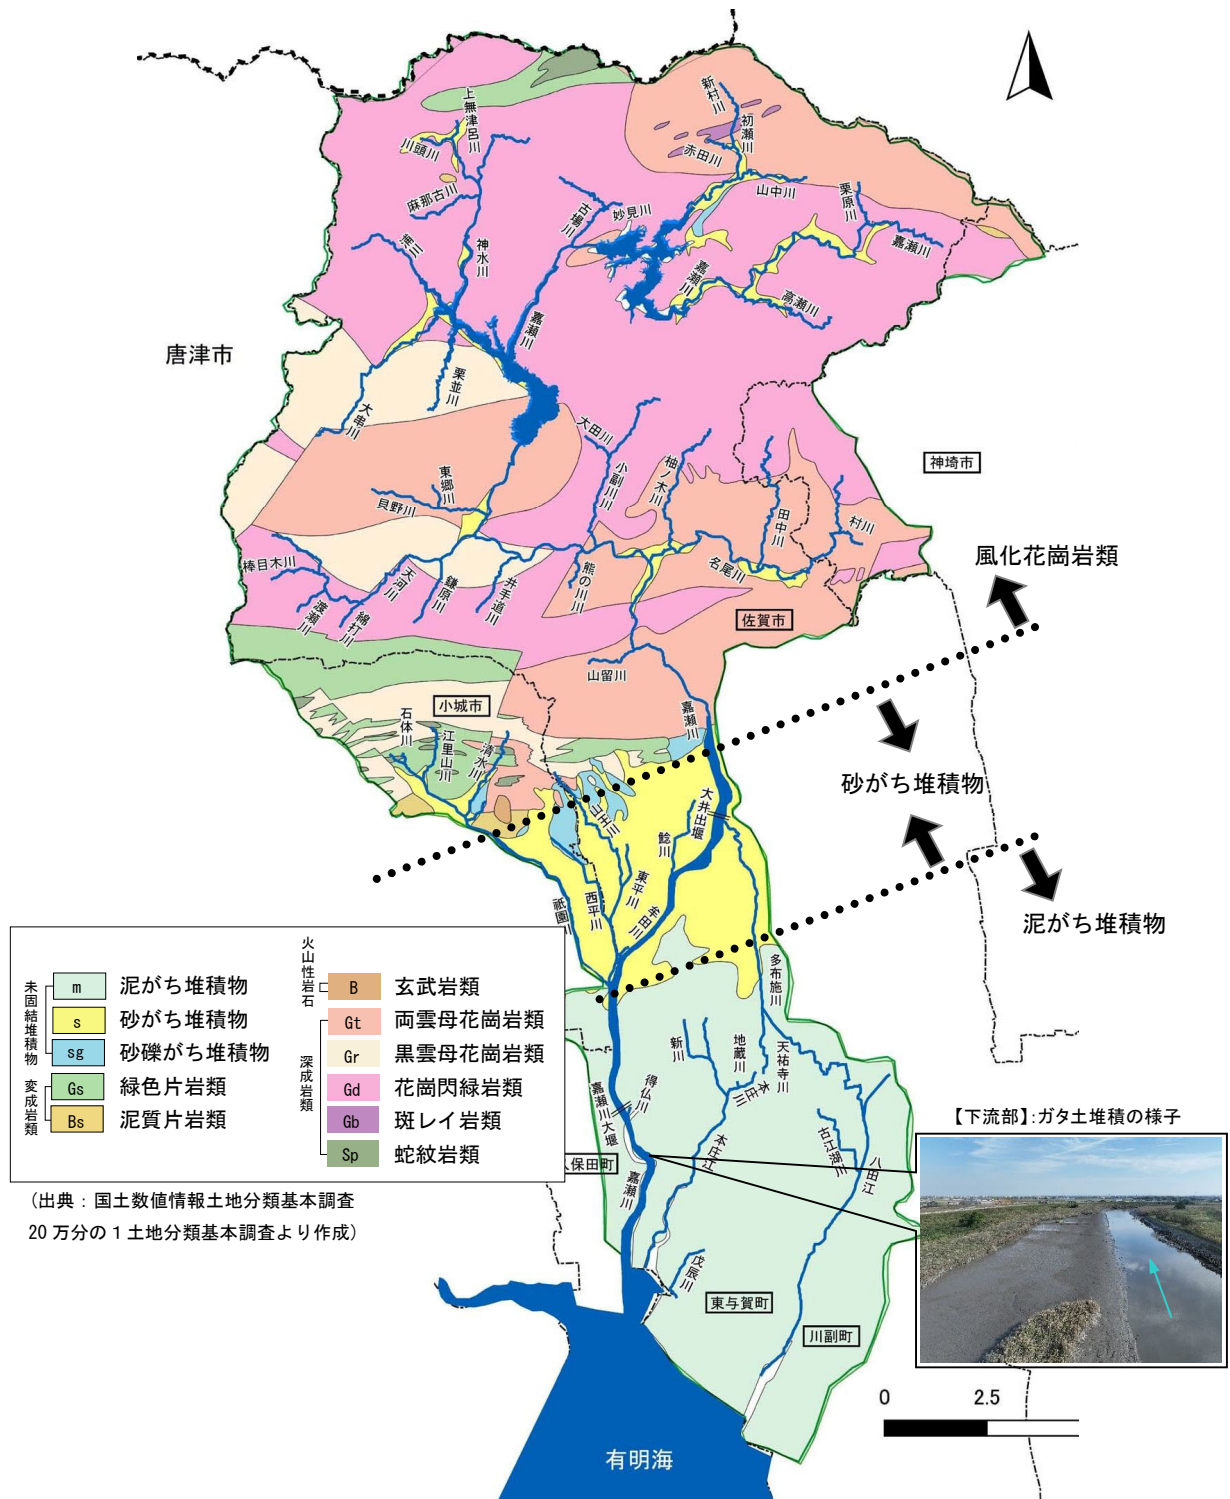 新村川
初瀬川
赤田川
山中川
上無津呂川
川頭川
麻那古川
神水川
古場川
妙見川
栗原川
嘉瀬川
嘉瀬川
高瀬川
嘉瀬川
唐津市
栗並川
大串川
大田川
小副川川
柚ノ木川
東郷川
貝野川
田中川
村川
神埼市
名尾川
熊の川川
井手道川
鎌原川
天河川
棒目木川
渡瀬川
綿打川
佐賀市
風化花崗岩類
山留川
小城市
石体川
江里山川
清水川
嘉瀬川
砂がち堆積物
大井出堰
山王川
鯰川
東平川
西平川
祇園川
泥がち堆積物
多布施川
未固結堆積物
m 泥がち堆積物
s 砂がち堆積物
sg 砂礫がち堆積物
変成岩類
Gs 緑色片岩類
Bs 泥質片岩類
火山性岩石
B 玄武岩類
深成岩類
Gt 両雲母花崗岩類
Gr 黒雲母花崗岩類
Gd 花崗閃緑岩類
Gb 斑レイ岩類
Sp 蛇紋岩類
(出典：国土数値情報土地分類基本調査
20万分の1土地分類基本調査より作成)
新川
地蔵川
天祐寺川
本庄川
得仏川
嘉瀬川大堰
本庄江
八田江
久保田町
嘉瀬川
戊辰川
東与賀町
川副町
【下流部】:ガタ土堆積の様子
0 2.5
有明海